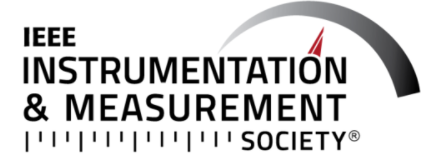 IEEE
INSTRUMENTATION
& MEASUREMENT
SOCIETY®